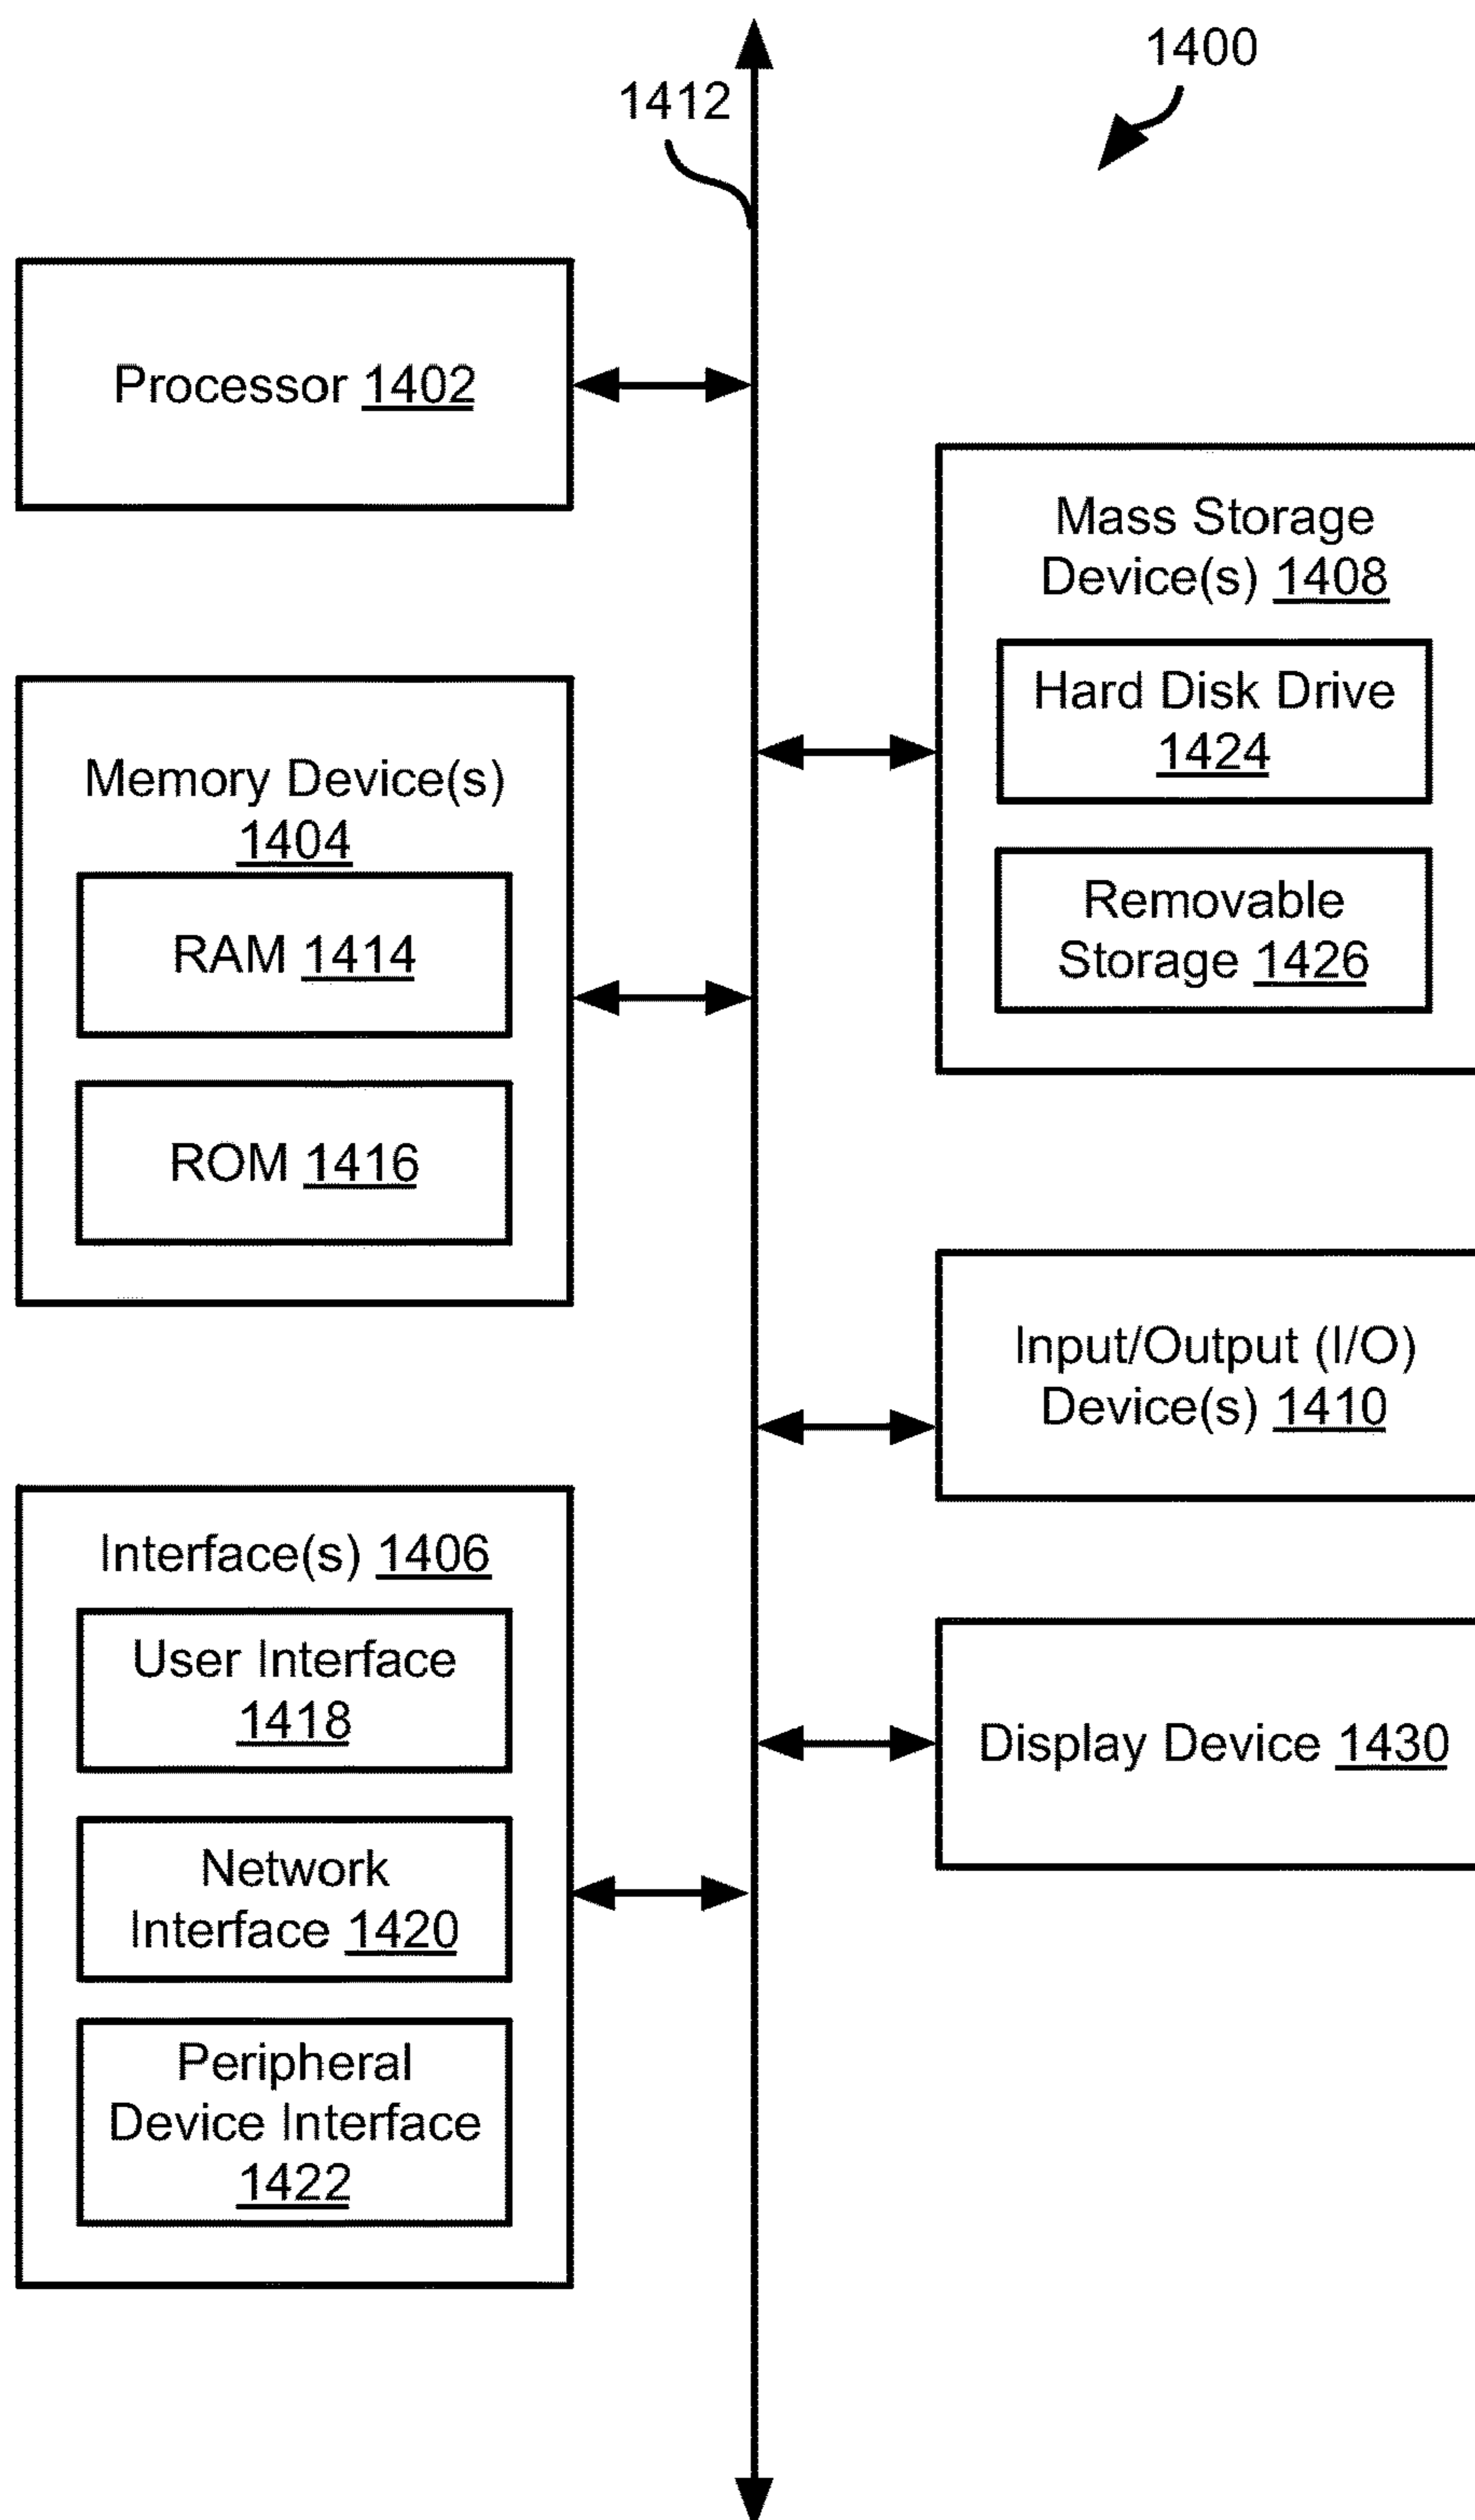 1400
1412
Processor 1402
Mass Storage
Device(s) 1408
Hard Disk Drive
1424
Removable
Storage 1426
Memory Device(s)
1404
RAM 1414
ROM 1416
Input/Output (I/O)
Device(s) 1410
Interface(s) 1406
User Interface
1418
Network
Interface 1420
Peripheral
Device Interface
1422
Display Device 1430